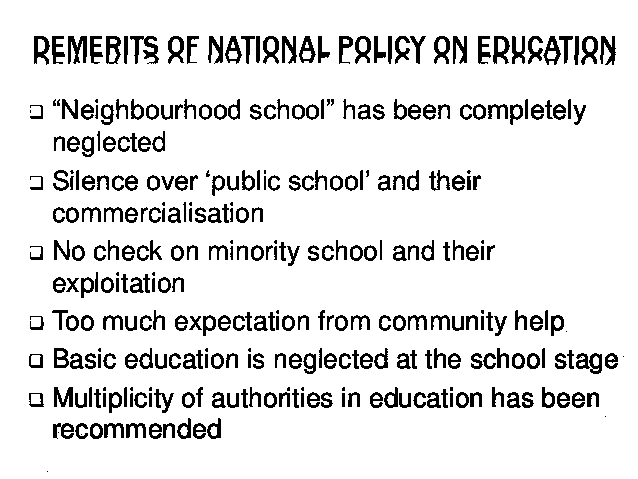 DEMERITS OF NATIONAL POLICY ON EDUCATION
❑ “Neighbourhood school” has been completely
neglected
❑ Silence over ‘public school’ and their
commercialisation
❑ No check on minority school and their
exploitation
❑ Too much expectation from community help
❑ Basic education is neglected at the school stage
❑ Multiplicity of authorities in education has been
recommended